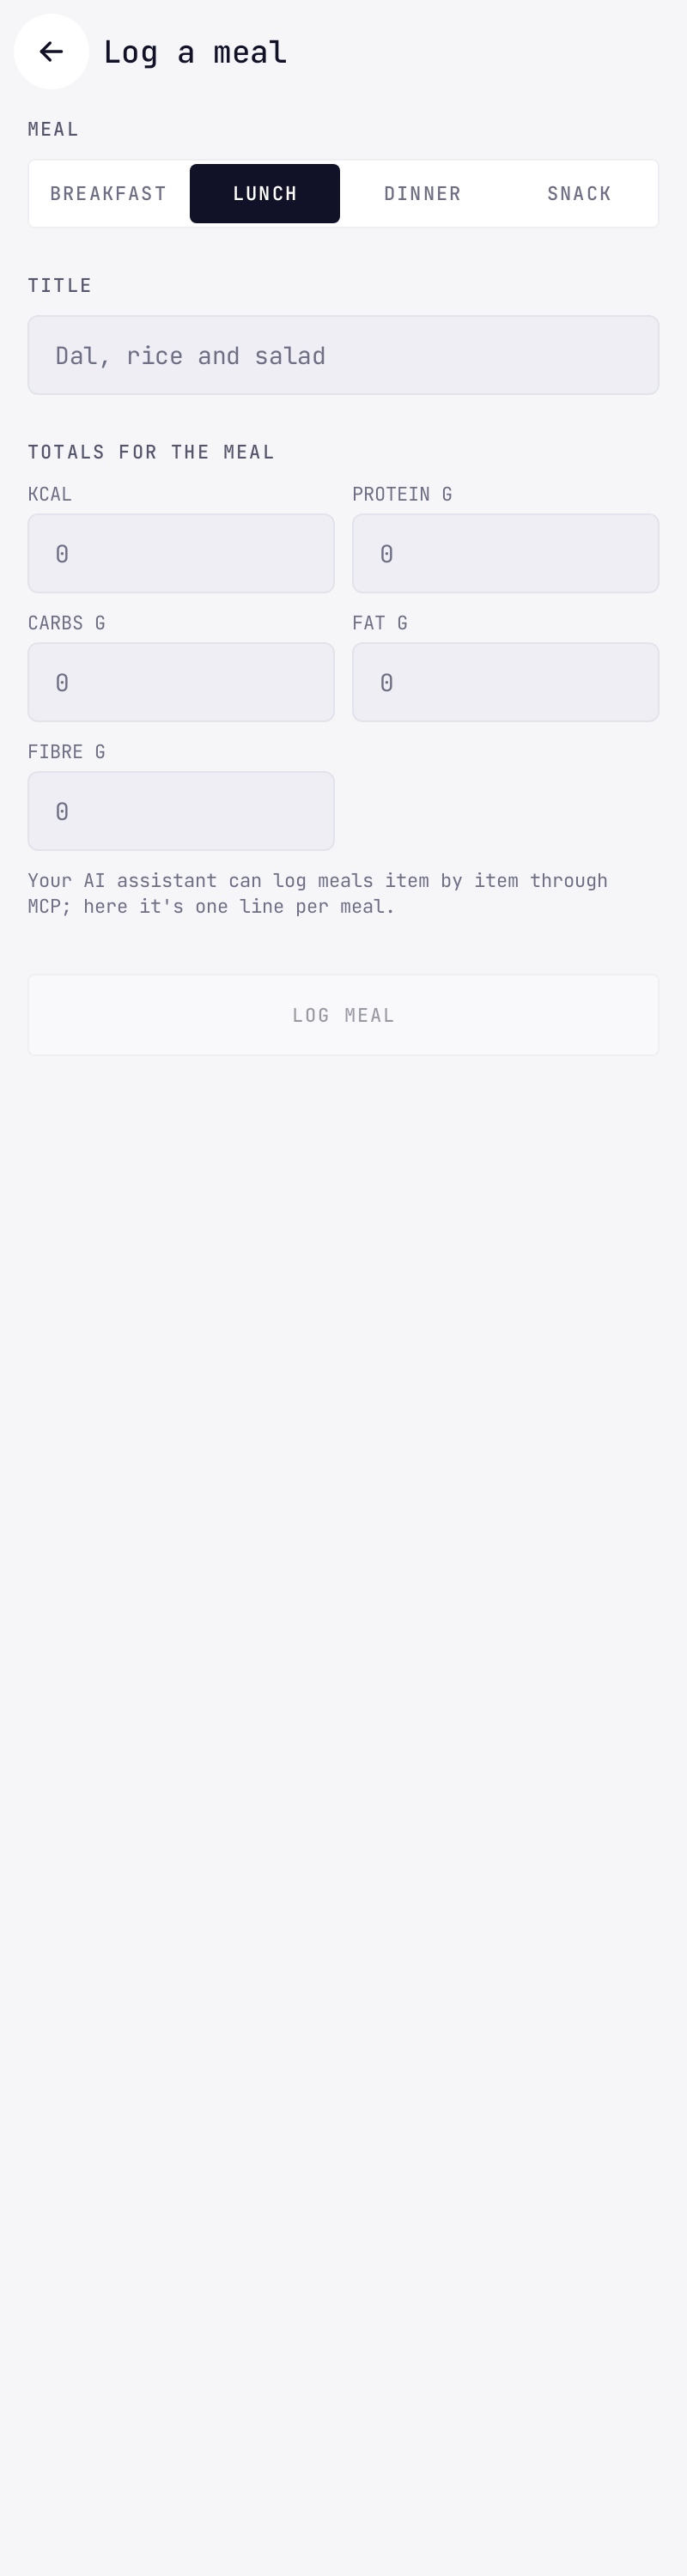 Log a meal
MEAL
BREAKFAST LUNCH DINNER SNACK
TITLE
Dal, rice and salad
TOTALS FOR THE MEAL
KCAL PROTEIN G
0 0
CARBS G FAT G
0 0
FIBRE G
0
Your AI assistant can log meals item by item through
MCP; here it's one line per meal.
LOG MEAL